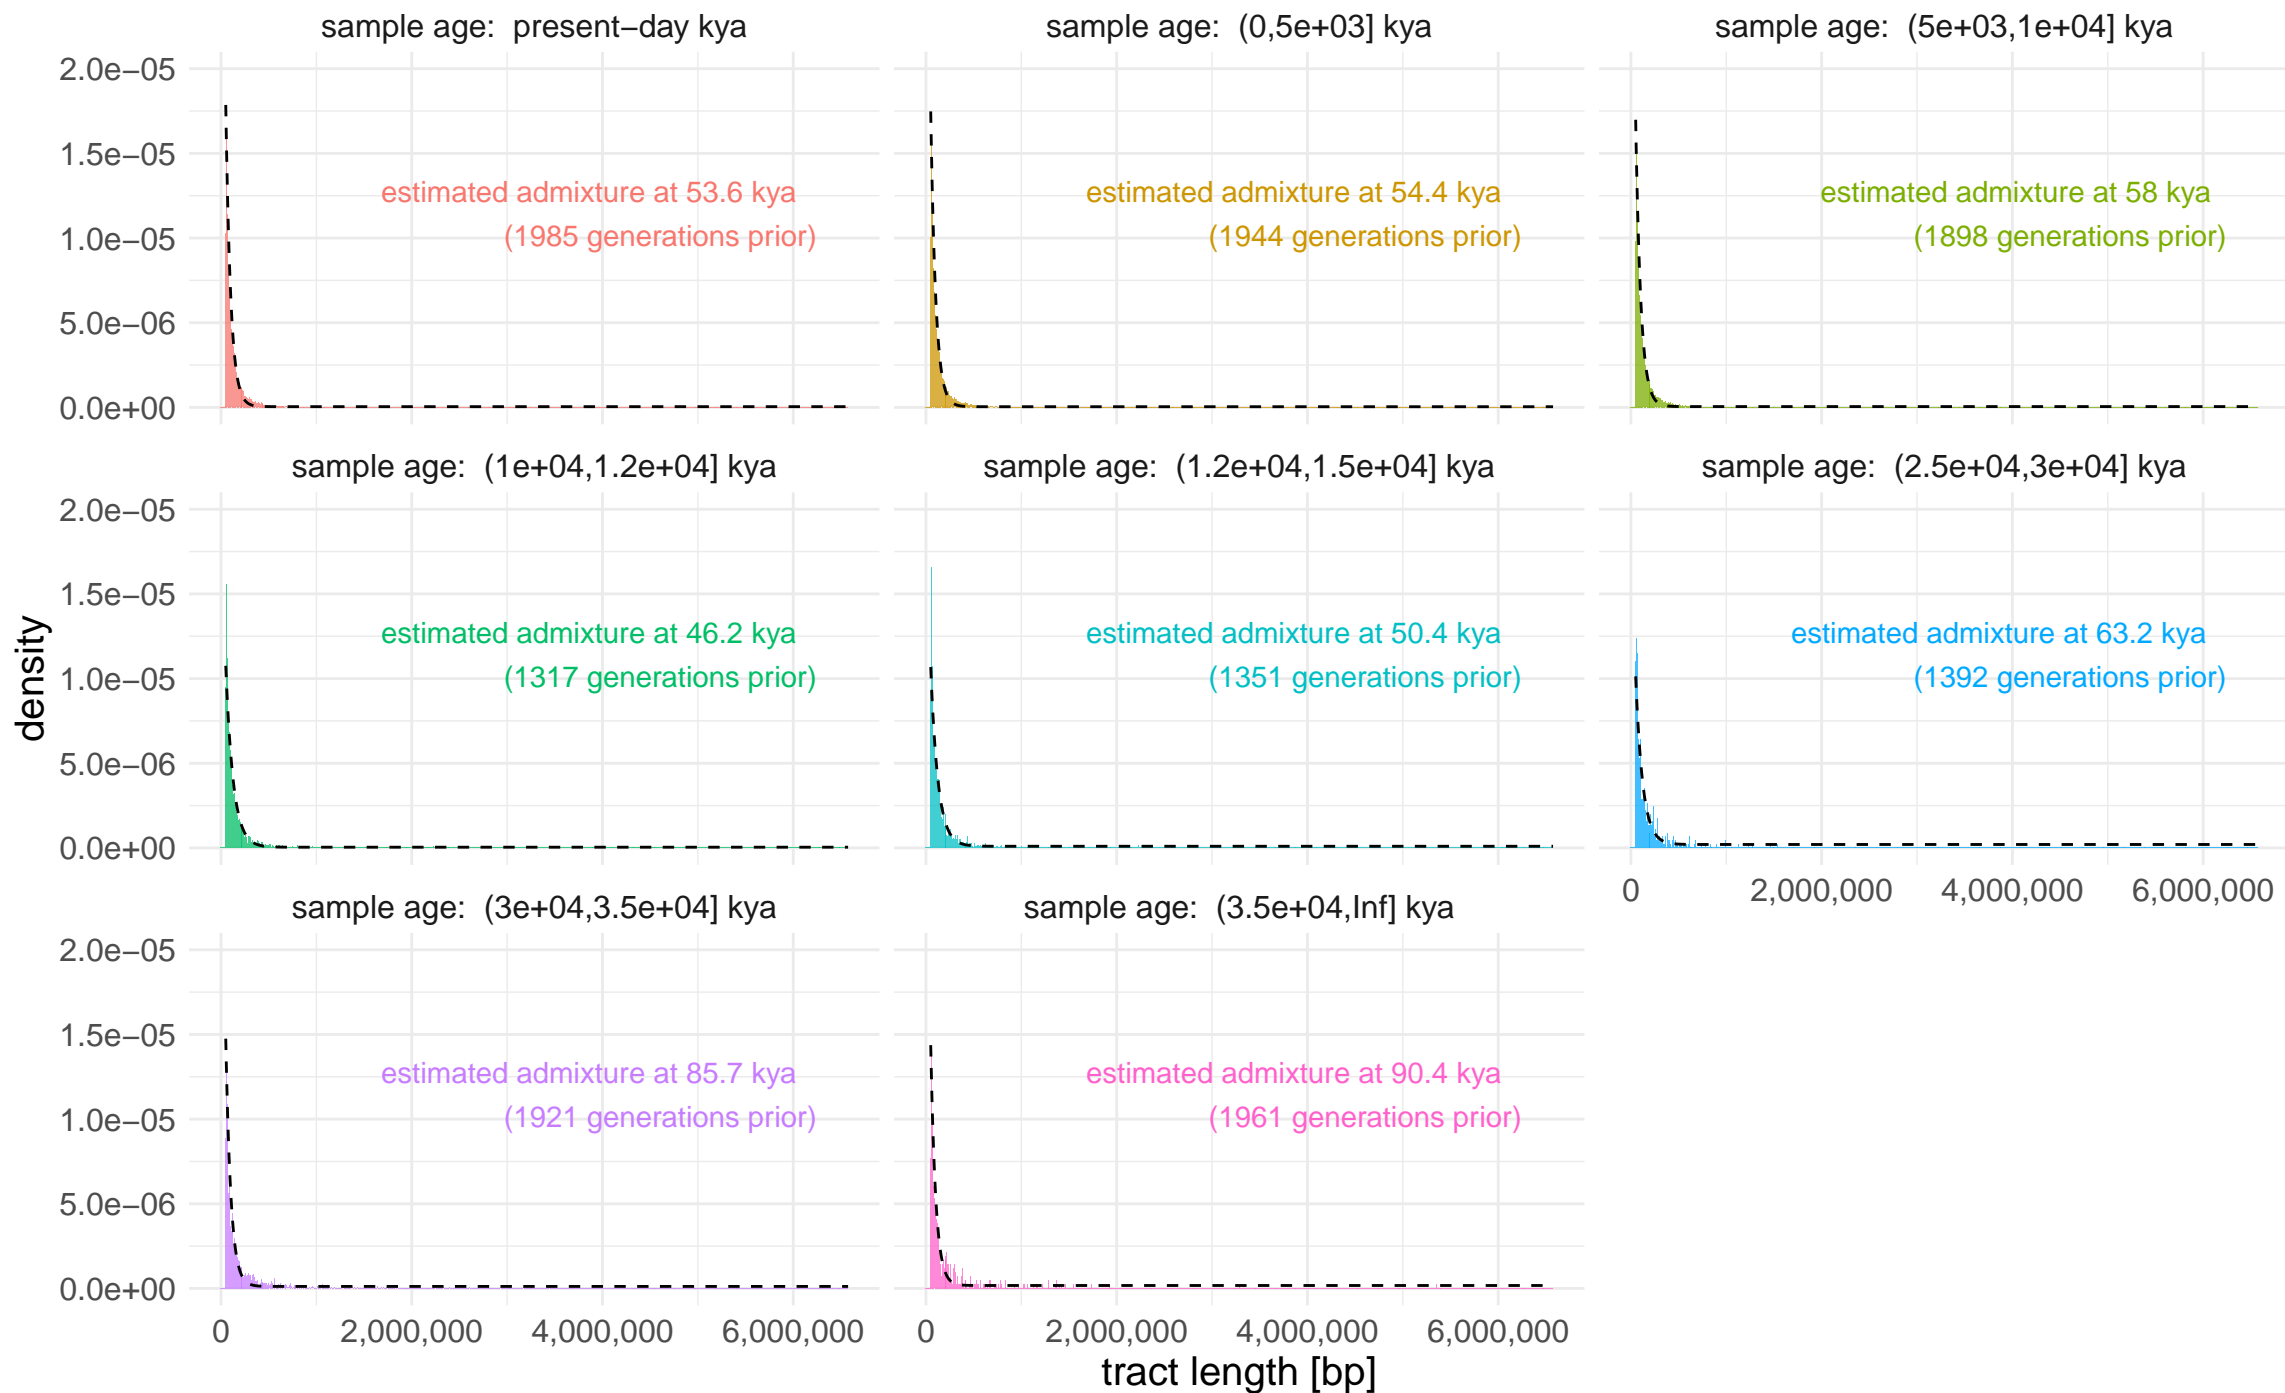 sample age:  present−day kya
sample age:  (0,5e+03] kya
sample age:  (5e+03,1e+04] kya
2.0e−05
1.5e−05
1.0e−05
5.0e−06
0.0e+00
estimated admixture at 53.6 kya
(1985 generations prior)
estimated admixture at 54.4 kya
(1944 generations prior)
estimated admixture at 58 kya
(1898 generations prior)
sample age:  (1e+04,1.2e+04] kya
sample age:  (1.2e+04,1.5e+04] kya
sample age:  (2.5e+04,3e+04] kya
2.0e−05
1.5e−05
1.0e−05
5.0e−06
0.0e+00
estimated admixture at 46.2 kya
(1317 generations prior)
estimated admixture at 50.4 kya
(1351 generations prior)
estimated admixture at 63.2 kya
(1392 generations prior)
0 2,000,000 4,000,000 6,000,000
density
sample age:  (3e+04,3.5e+04] kya
sample age:  (3.5e+04,Inf] kya
2.0e−05
1.5e−05
1.0e−05
5.0e−06
0.0e+00
estimated admixture at 85.7 kya
(1921 generations prior)
estimated admixture at 90.4 kya
(1961 generations prior)
0 2,000,000 4,000,000 6,000,000
0 2,000,000 4,000,000 6,000,000
tract length [bp]